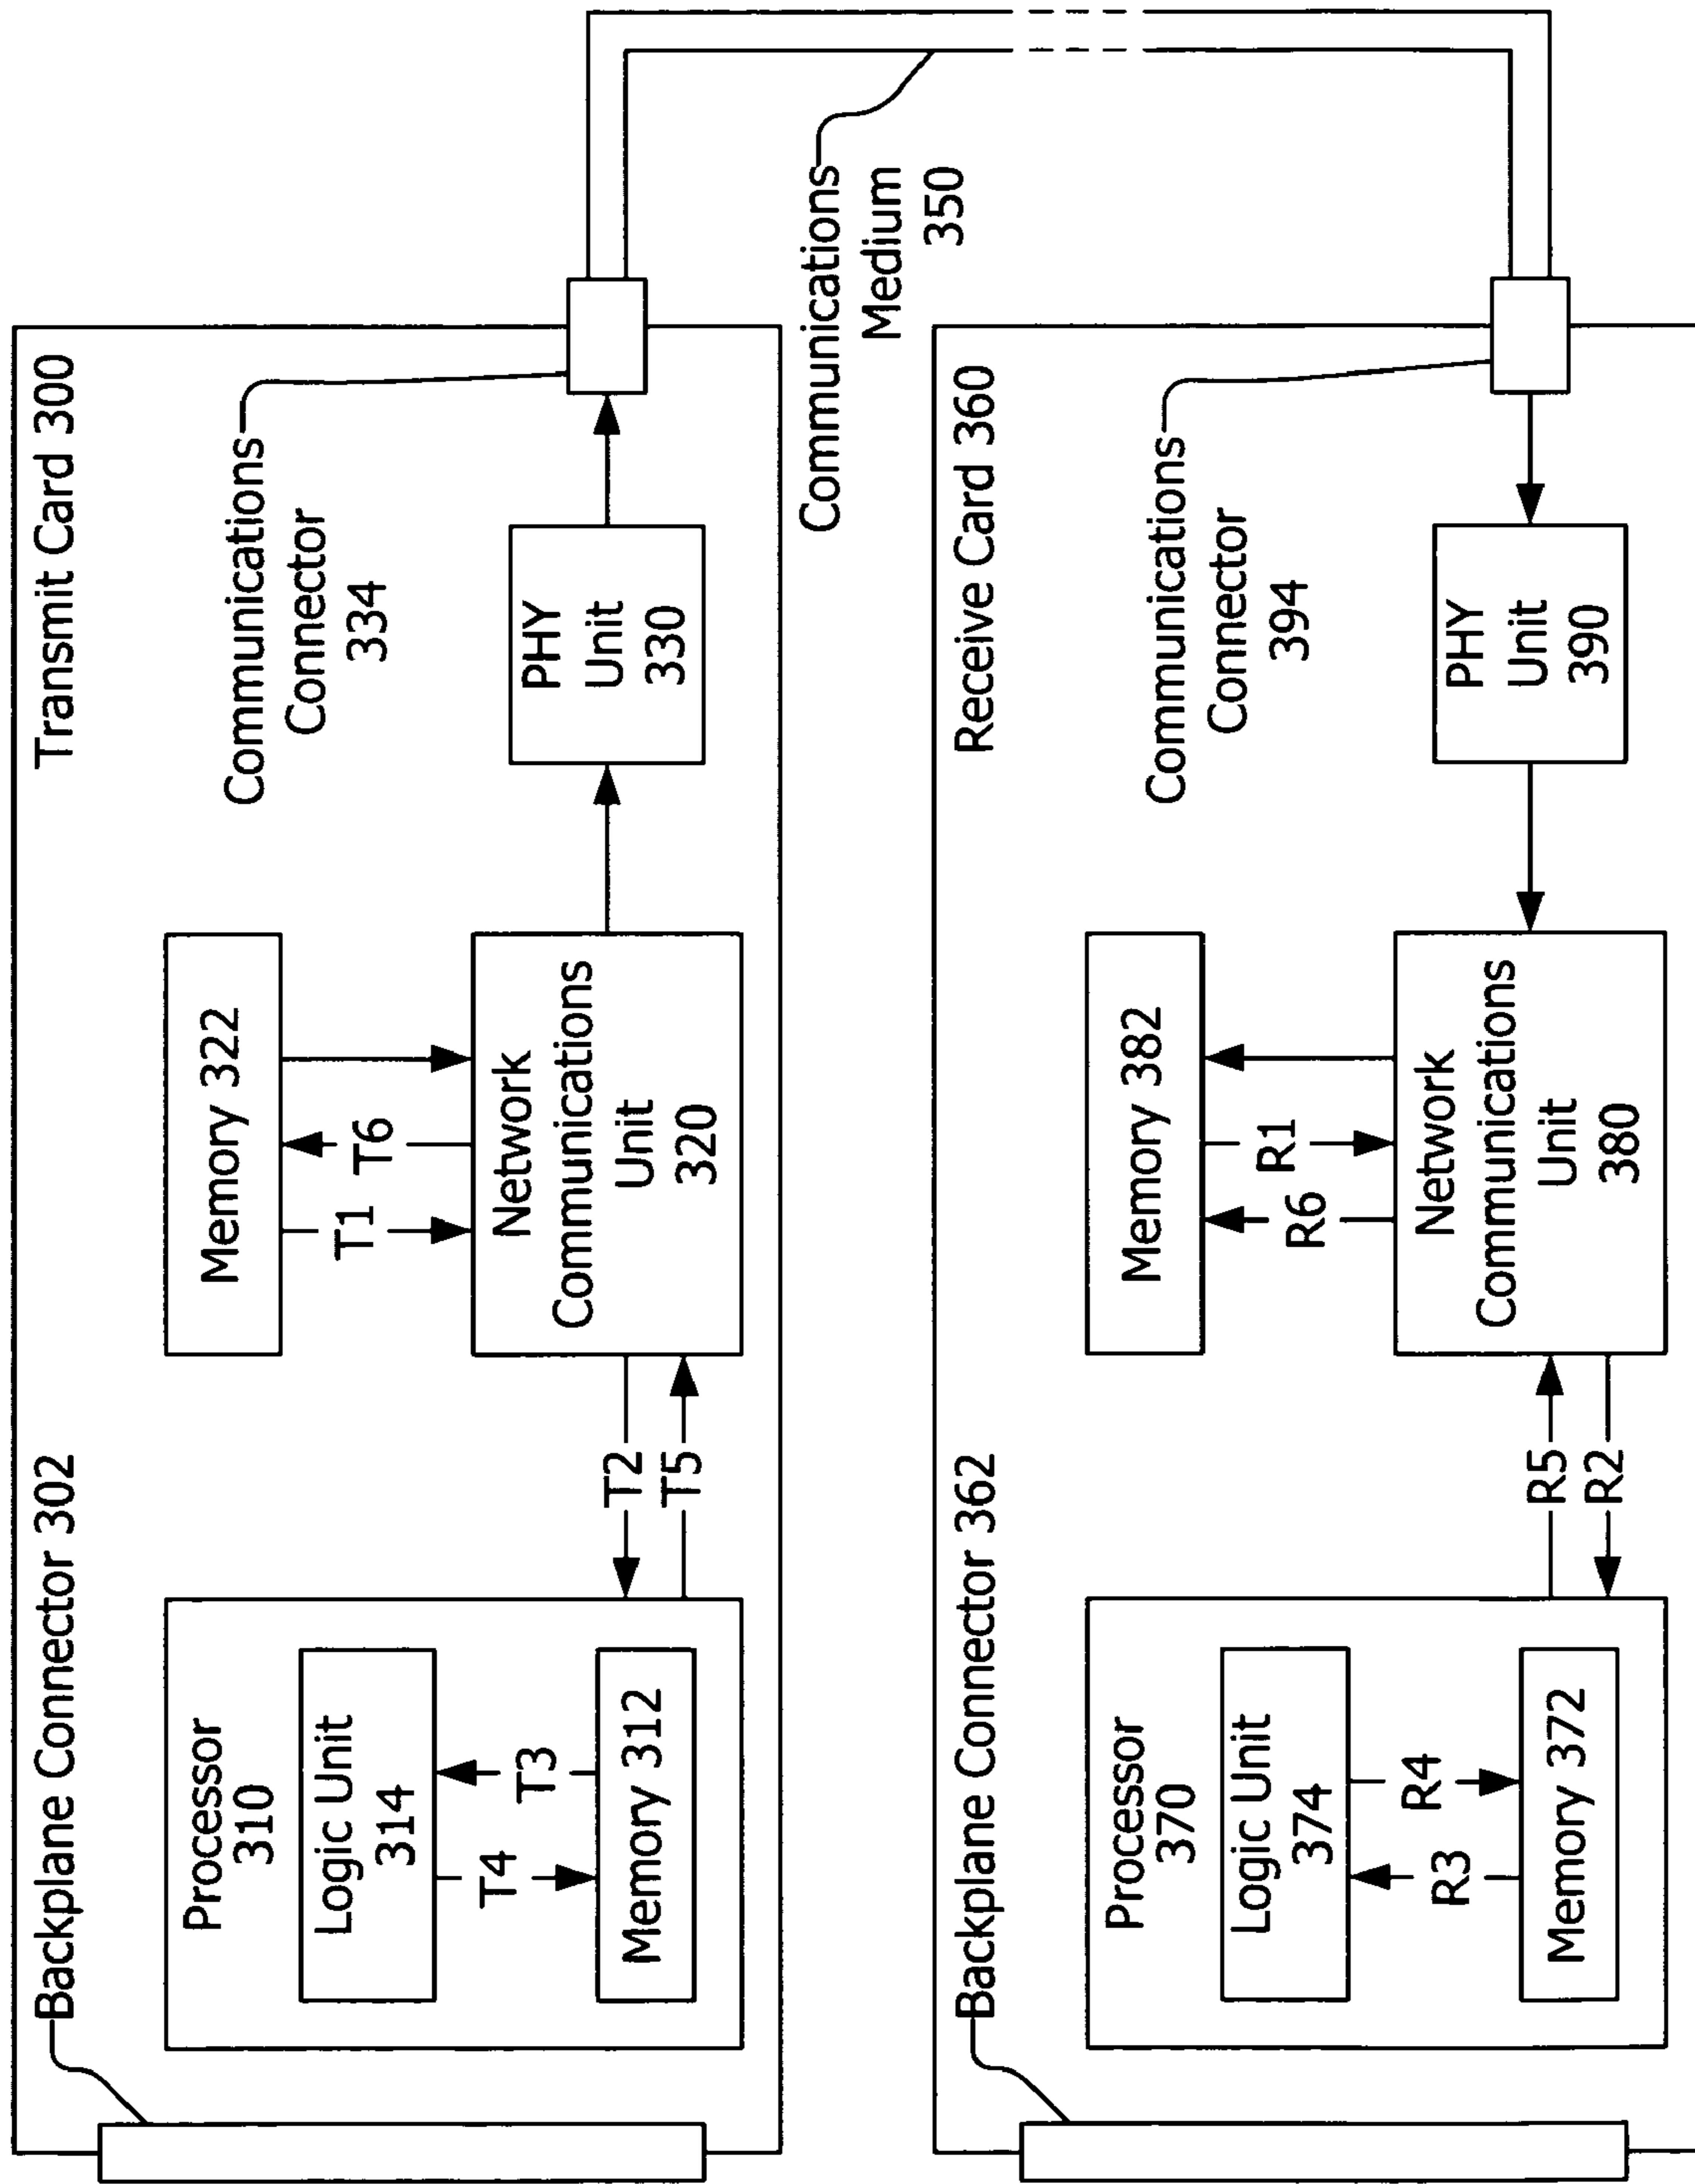 Backplane Connector 302
Transmit Card 300
Processor
310
Logic Unit
314
T4
T3
Memory 312
T2
T5
Memory 322
T1
T6
Network
Communications
Unit
320
Communications
Connector
334
PHY
Unit
330
Communications
Medium
350
Backplane Connector 362
Receive Card 360
Processor
370
Logic Unit
374
R3
R4
Memory 372
R5
R2
Memory 382
R6
R1
Network
Communications
Unit
380
Communications
Connector
394
PHY
Unit
390